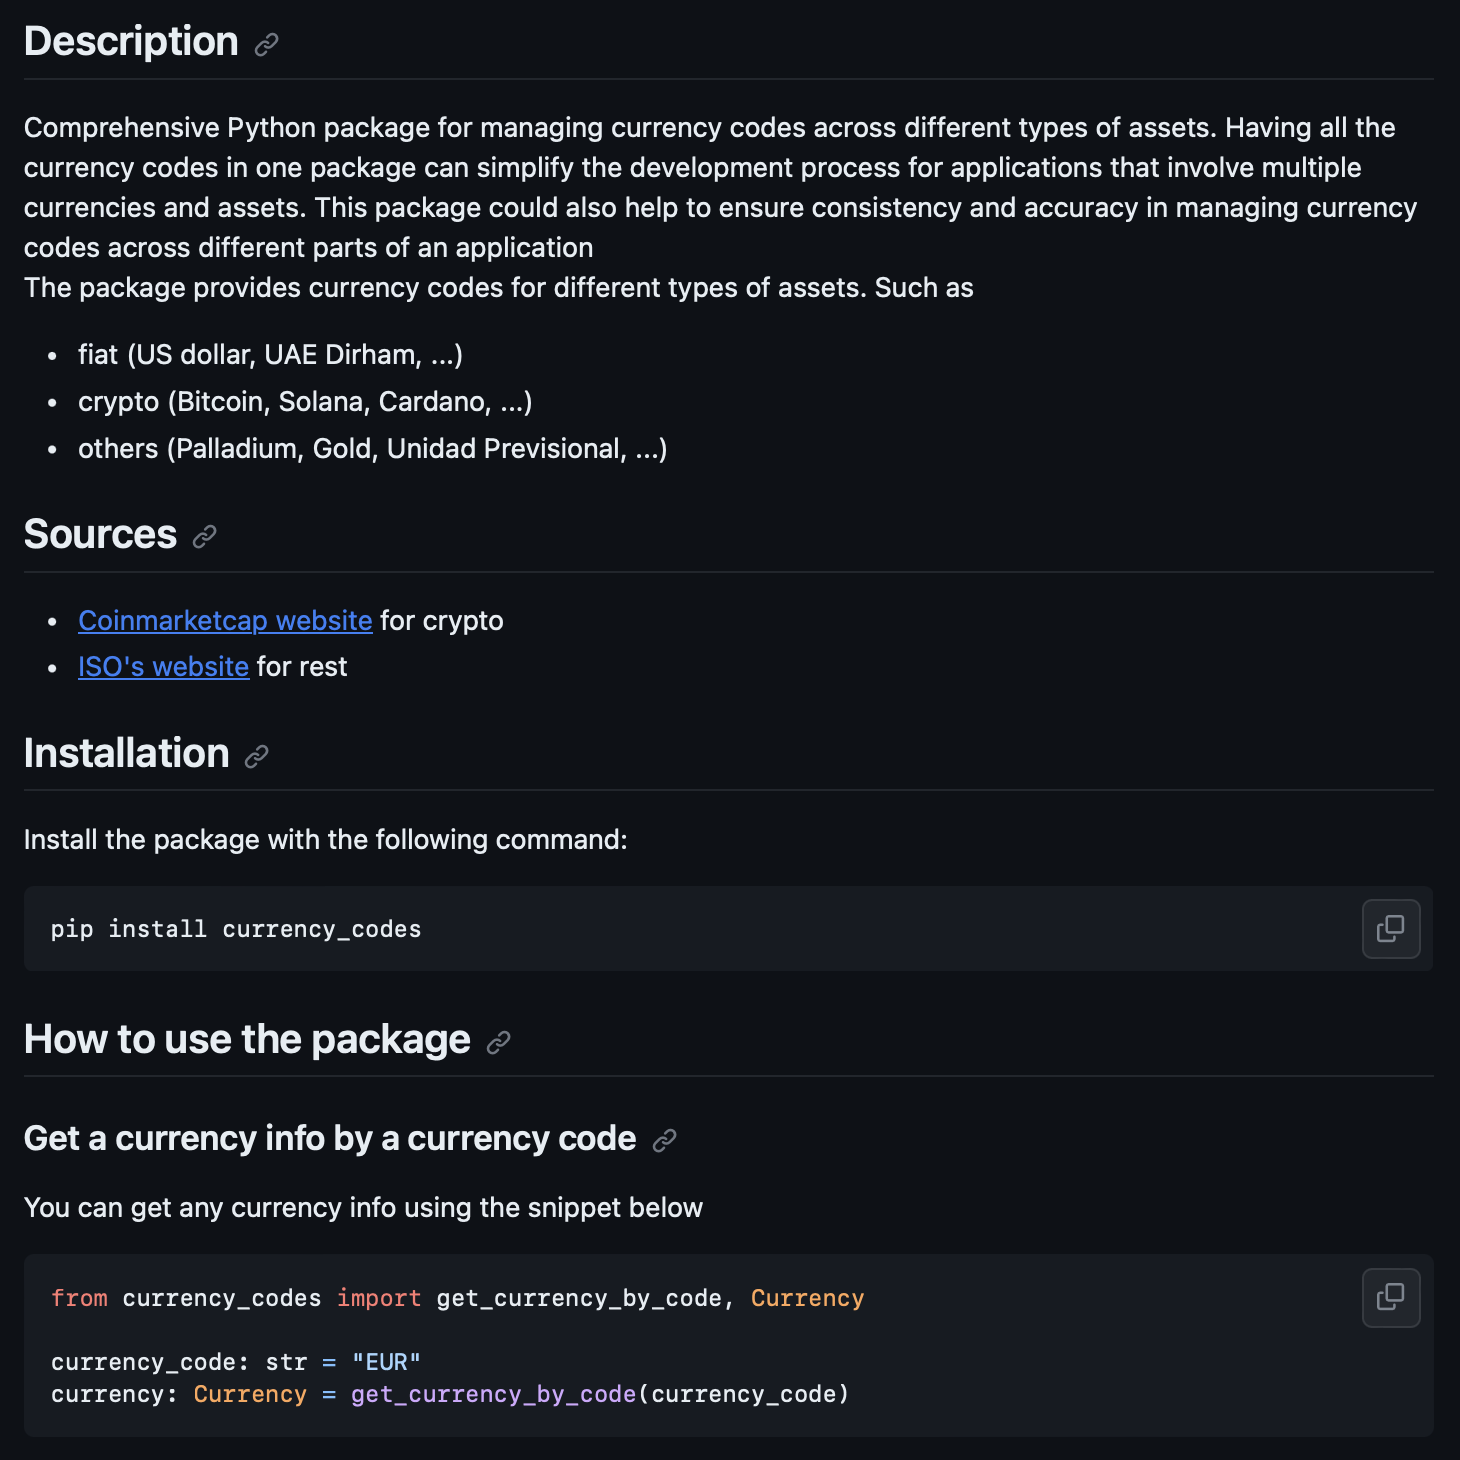 Description
Comprehensive Python package for managing currency codes across different types of assets. Having all the
currency codes in one package can simplify the development process for applications that involve multiple
currencies and assets. This package could also help to ensure consistency and accuracy in managing currency
codes across different parts of an application
The package provides currency codes for different types of assets. Such as
• fiat (US dollar, UAE Dirham, ...)
• crypto (Bitcoin, Solana, Cardano, ...)
• others (Palladium, Gold, Unidad Previsional, ...)
Sources
• Coinmarketcap website for crypto
• ISO's website for rest
Installation
Install the package with the following command:
pip install currency_codes
How to use the package
Get a currency info by a currency code
You can get any currency info using the snippet below
from currency_codes import get_currency_by_code, Currency
currency_code: str = "EUR"
currency: Currency = get_currency_by_code(currency_code)